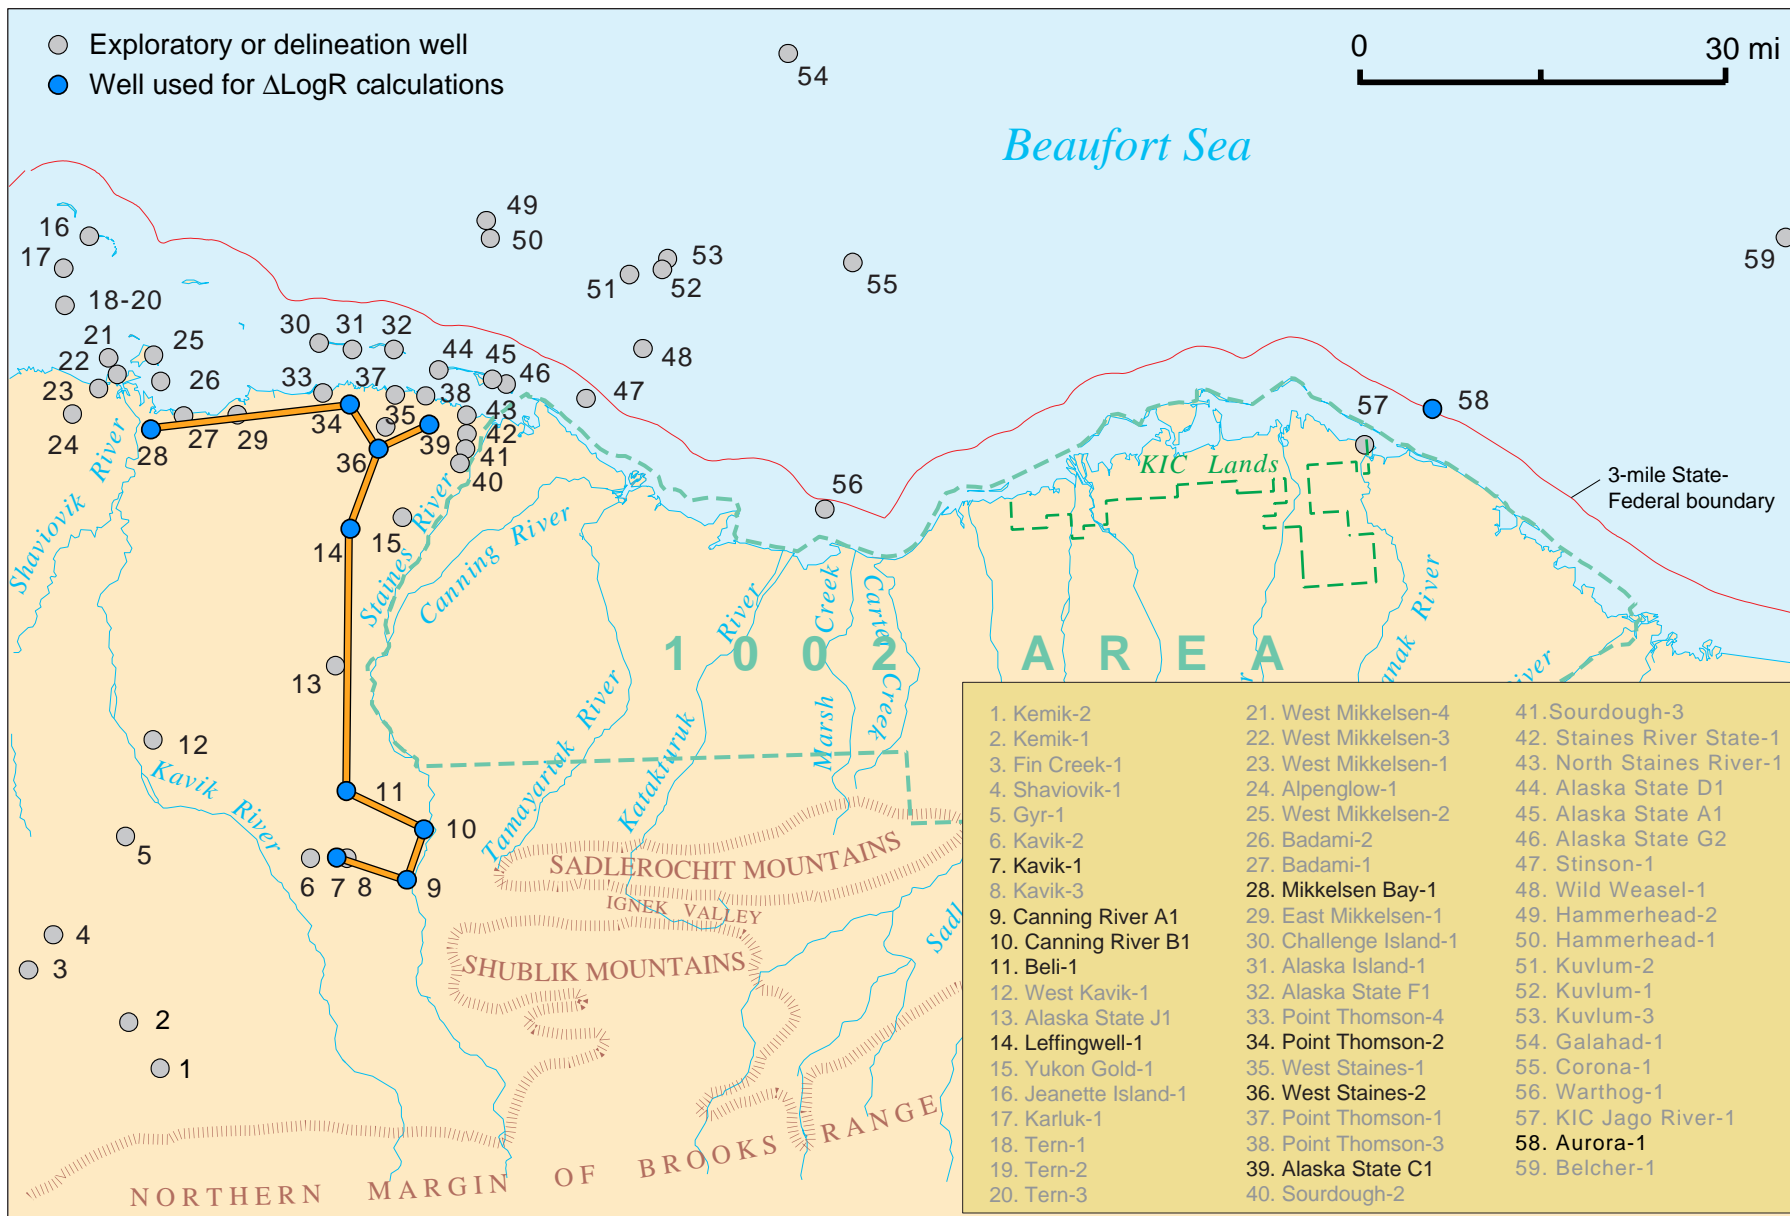 Exploratory or delineation well
Well used for ΔLogR calculations
0 30 mi
Beaufort Sea
54
49
50
53
52
51
55
59
48
47
16
17
18-20
21
22
23
24
25
26
27
28
29
30
31
32
33
34
35
36
37
38
39
40
41
42
43
44
45
46
56
57
58
3-mile State-
Federal boundary
KIC Lands
14
15
13
12
11
10
9
8
7
6
5
4
3
2
1
Shaviovik River
Kavik River
Staines River
Canning River
Tamayariak River
Katakturuk River
Marsh Creek
Carter Creek
River
1002 AREA
SADLEROCHIT MOUNTAINS
IGNEK VALLEY
SHUBLIK MOUNTAINS
NORTHERN MARGIN OF BROOKS RANGE
1. Kemik-2
2. Kemik-1
3. Fin Creek-1
4. Shaviovik-1
5. Gyr-1
6. Kavik-2
7. Kavik-1
8. Kavik-3
9. Canning River A1
10. Canning River B1
11. Beli-1
12. West Kavik-1
13. Alaska State J1
14. Leffingwell-1
15. Yukon Gold-1
16. Jeanette Island-1
17. Karluk-1
18. Tern-1
19. Tern-2
20. Tern-3
21. West Mikkelsen-4
22. West Mikkelsen-3
23. West Mikkelsen-1
24. Alpenglow-1
25. West Mikkelsen-2
26. Badami-2
27. Badami-1
28. Mikkelsen Bay-1
29. East Mikkelsen-1
30. Challenge Island-1
31. Alaska Island-1
32. Alaska State F1
33. Point Thomson-4
34. Point Thomson-2
35. West Staines-1
36. West Staines-2
37. Point Thomson-1
38. Point Thomson-3
39. Alaska State C1
40. Sourdough-2
41.Sourdough-3
42. Staines River State-1
43. North Staines River-1
44. Alaska State D1
45. Alaska State A1
46. Alaska State G2
47. Stinson-1
48. Wild Weasel-1
49. Hammerhead-2
50. Hammerhead-1
51. Kuvlum-2
52. Kuvlum-1
53. Kuvlum-3
54. Galahad-1
55. Corona-1
56. Warthog-1
57. KIC Jago River-1
58. Aurora-1
59. Belcher-1